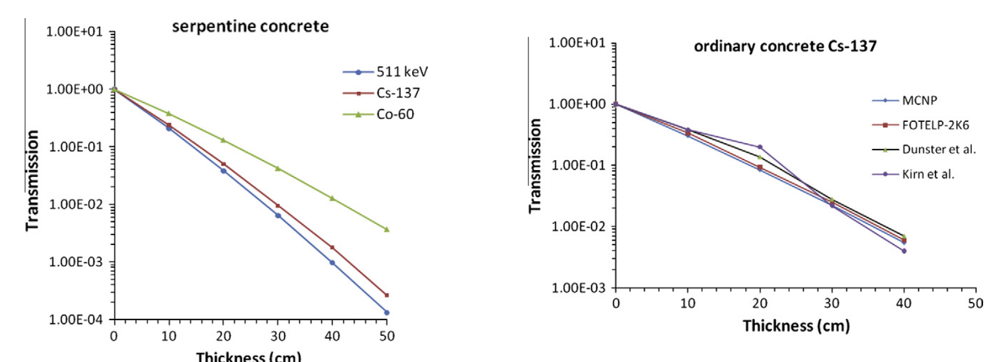 serpentine concrete
1.00E+01
1.00E+00
1.00E-01
1.00E-02
1.00E-03
1.00E-04
Transmission
0 10 20 30 40 50
Thickness (cm)
511 keV
Cs-137
Co-60
ordinary concrete Cs-137
1.00E+01
1.00E+00
1.00E-01
1.00E-02
1.00E-03
Transmission
0 10 20 30 40 50
Thickness (cm)
MCNP
FOTELP-2K6
Dunster et al.
Kirn et al.